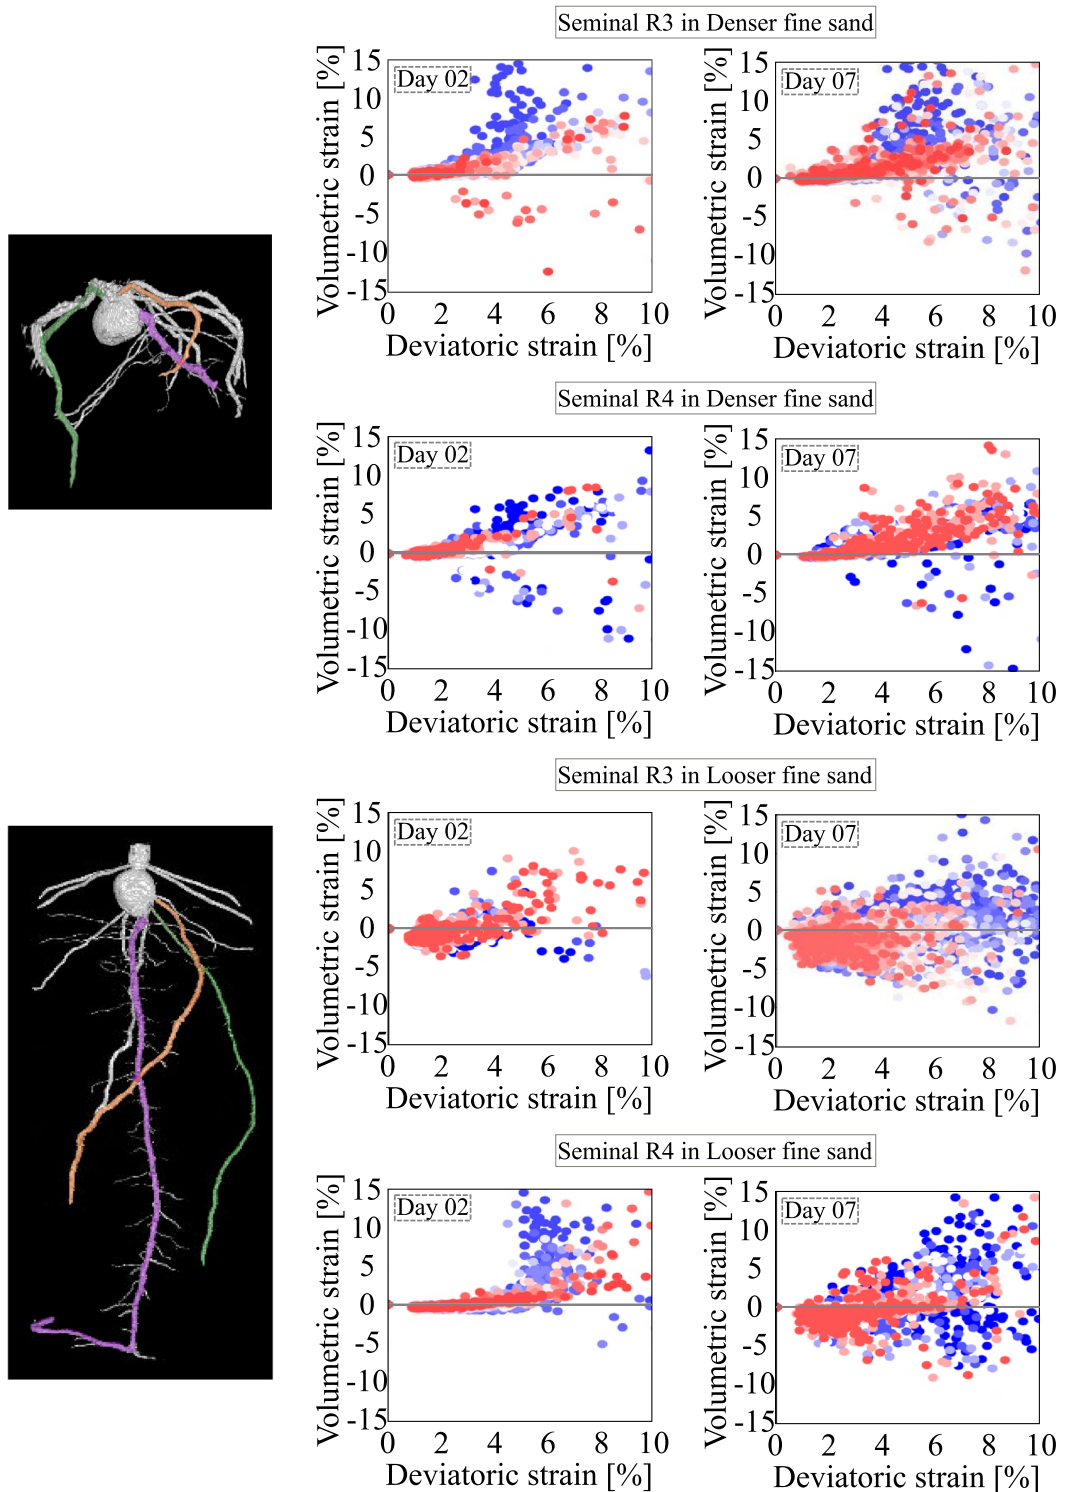 Seminal R3 in Denser fine sand
Volumetric strain [%]
15
10
5
0
-5
-10
-15
Day 02
0 2 4 6 8 10
Deviatoric strain [%]
Volumetric strain [%]
15
10
5
0
-5
-10
-15
Day 07
0 2 4 6 8 10
Deviatoric strain [%]
Seminal R4 in Denser fine sand
Volumetric strain [%]
15
10
5
0
-5
-10
-15
Day 02
0 2 4 6 8 10
Deviatoric strain [%]
Volumetric strain [%]
15
10
5
0
-5
-10
-15
Day 07
0 2 4 6 8 10
Deviatoric strain [%]
Seminal R3 in Looser fine sand
Volumetric strain [%]
15
10
5
0
-5
-10
-15
Day 02
0 2 4 6 8 10
Deviatoric strain [%]
Volumetric strain [%]
15
10
5
0
-5
-10
-15
Day 07
0 2 4 6 8 10
Deviatoric strain [%]
Seminal R4 in Looser fine sand
Volumetric strain [%]
15
10
5
0
-5
-10
-15
Day 02
0 2 4 6 8 10
Deviatoric strain [%]
Volumetric strain [%]
15
10
5
0
-5
-10
-15
Day 07
0 2 4 6 8 10
Deviatoric strain [%]